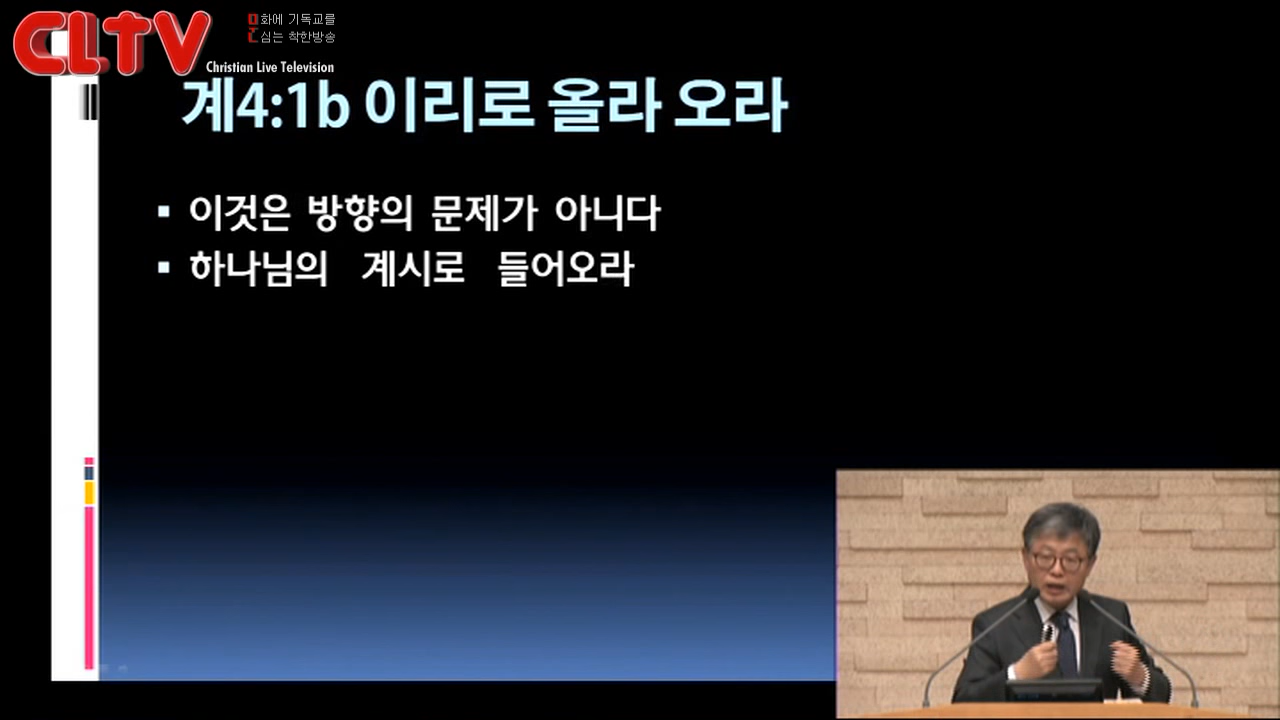 CLTV
문화에 기독교를
심는 착한방송
Christian Live Television
계4:1b 이리로 올라 오라
▪ 이것은 방향의 문제가 아니다
▪ 하나님의 계시로 들어오라